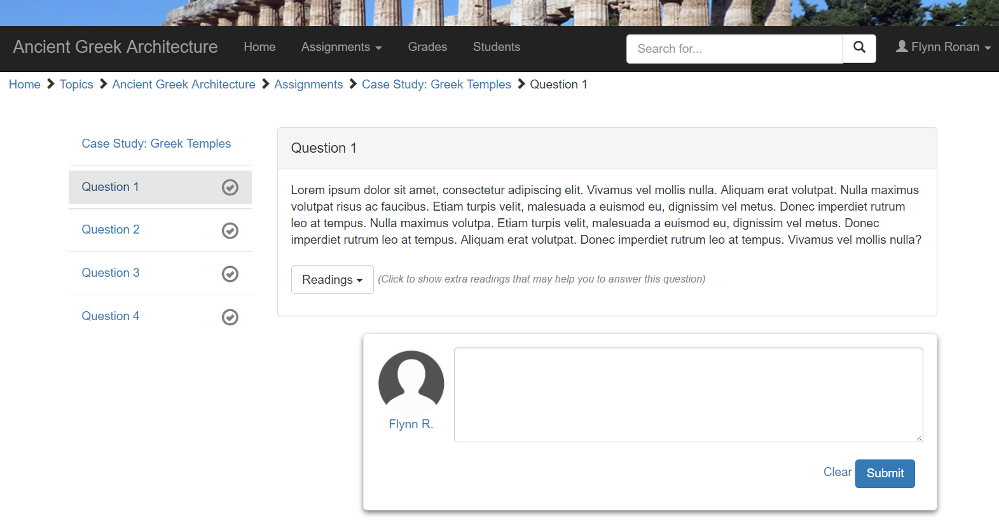 Ancient Greek Architecture Home Assignments Grades Students Search for... Flynn Ronan
Home Topics Ancient Greek Architecture Assignments Case Study: Greek Temples Question 1
Case Study: Greek Temples
Question 1
Question 2
Question 3
Question 4
Question 1
Lorem ipsum dolor sit amet, consectetur adipiscing elit. Vivamus vel mollis nulla. Aliquam erat volutpat. Nulla maximus
volutpat risus ac faucibus. Etiam turpis velit, malesuada a euismod eu, dignissim vel metus. Donec imperdiet rutrum
leo at tempus. Nulla maximus volutpa. Etiam turpis velit, malesuada a euismod eu, dignissim vel metus. Donec
imperdiet rutrum leo at tempus. Aliquam erat volutpat. Donec imperdiet rutrum leo at tempus. Vivamus vel mollis nulla?
Readings (Click to show extra readings that may help you to answer this question)
Flynn R.
Clear Submit